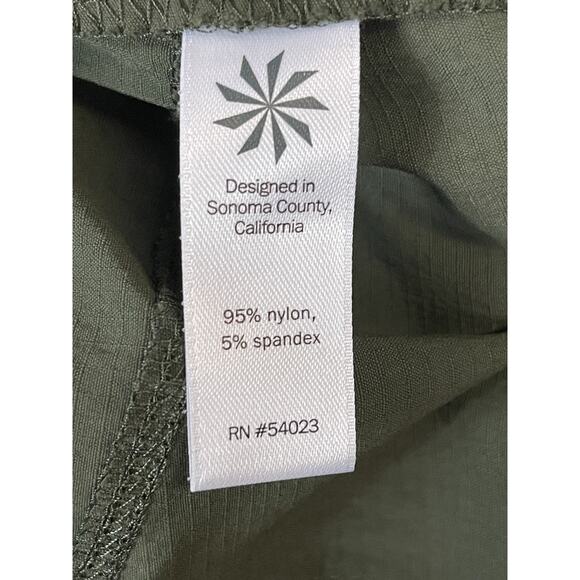 Designed in
Sonoma County,
California
95% nylon,
5% spandex
RN #54023